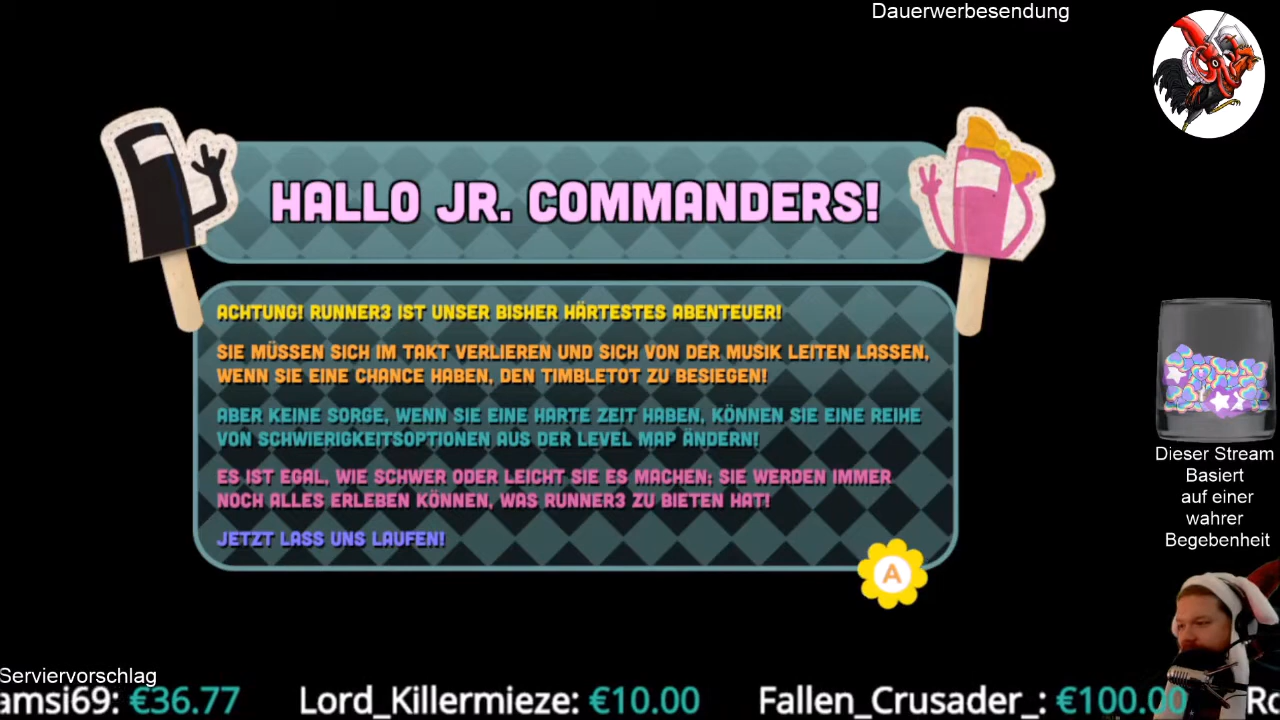 Dauerwerbesendung
HALLO JR. COMMANDERS!
ACHTUNG! RUNNER3 IST UNSER BISHER HÄRTESTES ABENTEUER!
SIE MÜSSEN SICH IM TAKT VERLIEREN UND SICH VON DER MUSIK LEITEN LASSEN,
WENN SIE EINE CHANCE HABEN, DEN TIMBLETOT ZU BESIEGEN!
ABER KEINE SORGE, WENN SIE EINE HARTE ZEIT HABEN, KÖNNEN SIE EINE REIHE
VON SCHWIERIGKEITSOPTIONEN AUS DER LEVEL MAP ÄNDERN!
ES IST EGAL, WIE SCHWER ODER LEICHT SIE ES MACHEN; SIE WERDEN IMMER
NOCH ALLES ERLEBEN KÖNNEN, WAS RUNNER3 ZU BIETEN HAT!
JETZT LASS UNS LAUFEN!
A
Dieser Stream
Basiert
auf einer
wahrer
Begebenheit
Serviervorschlag
amsi69: €36.77 Lord_Killermieze: €10.00 Fallen_Crusader_: €100.00 Ro